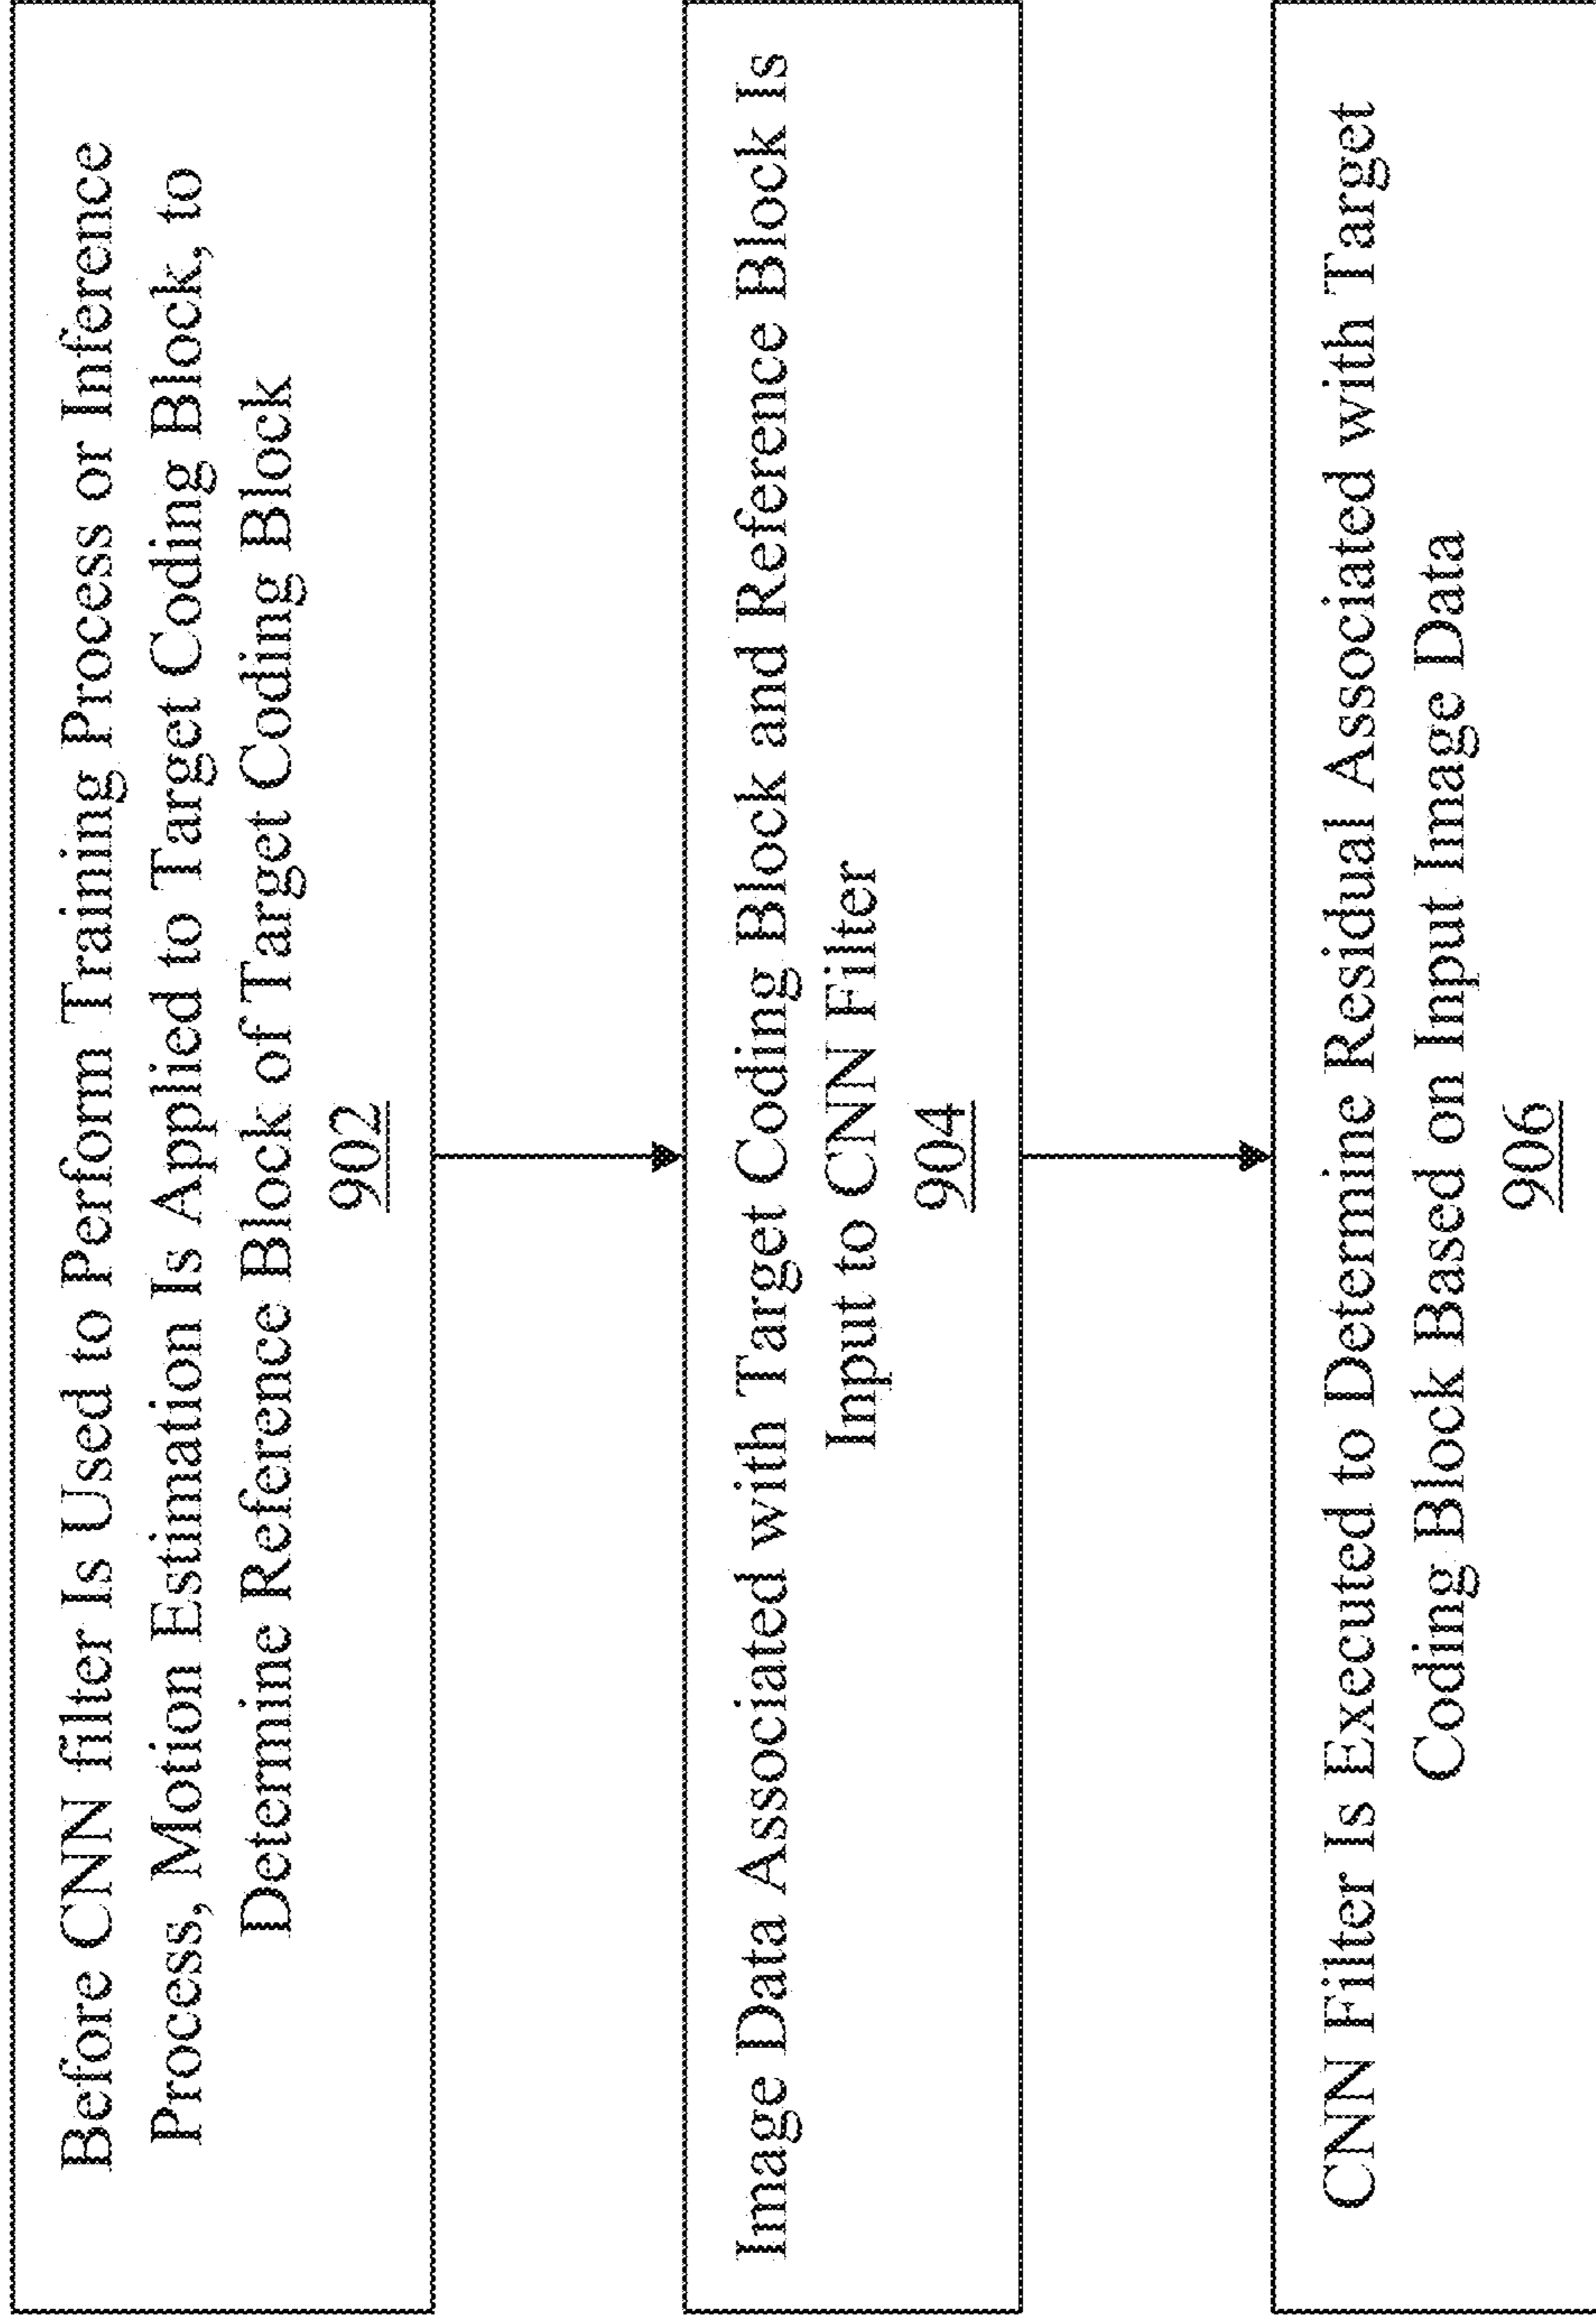 Before CNN filter Is Used to Perform Training Process or Inference
Process, Motion Estimation Is Applied to Target Coding Block, to
Determine Reference Block of Target Coding Block
902
Image Data Associated with Target Coding Block and Reference Block Is
Input to CNN Filter
904
CNN Filter Is Executed to Determine Residual Associated with Target
Coding Block Based on Input Image Data
906